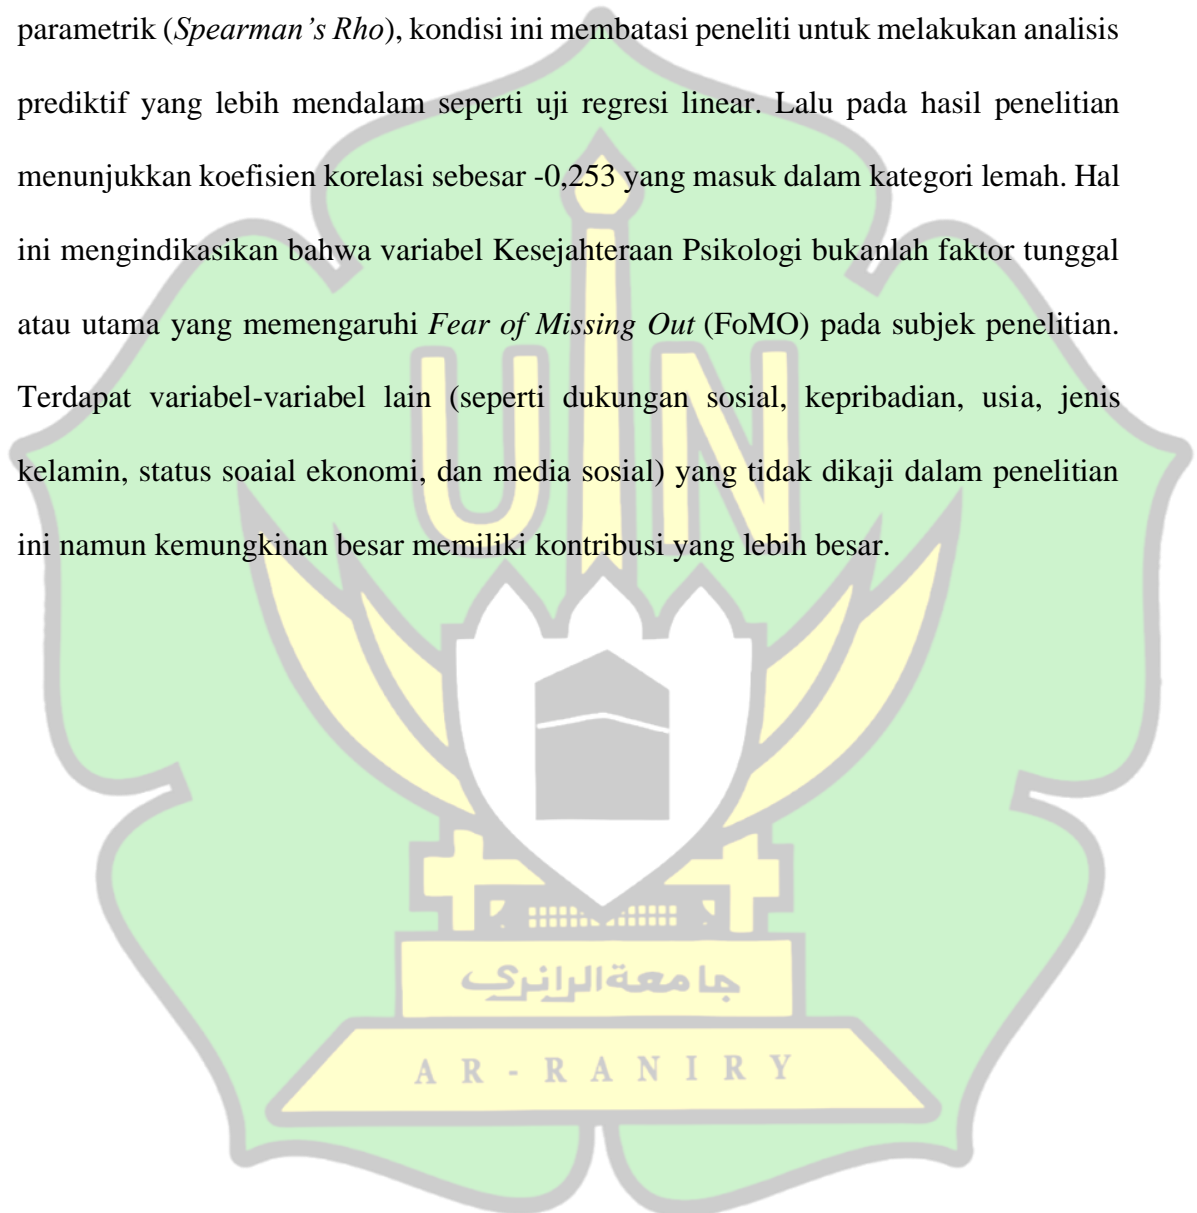 parametrik (Spearman’s Rho), kondisi ini membatasi peneliti untuk melakukan analisis
prediktif yang lebih mendalam seperti uji regresi linear. Lalu pada hasil penelitian
menunjukkan koefisien korelasi sebesar -0,253 yang masuk dalam kategori lemah. Hal
ini mengindikasikan bahwa variabel Kesejahteraan Psikologi bukanlah faktor tunggal
atau utama yang memengaruhi Fear of Missing Out (FoMO) pada subjek penelitian.
Terdapat variabel-variabel lain (seperti dukungan sosial, kepribadian, usia, jenis
kelamin, status soaial ekonomi, dan media sosial) yang tidak dikaji dalam penelitian
ini namun kemungkinan besar memiliki kontribusi yang lebih besar.
UIN
جامعة الرانري
AR-RANIRY